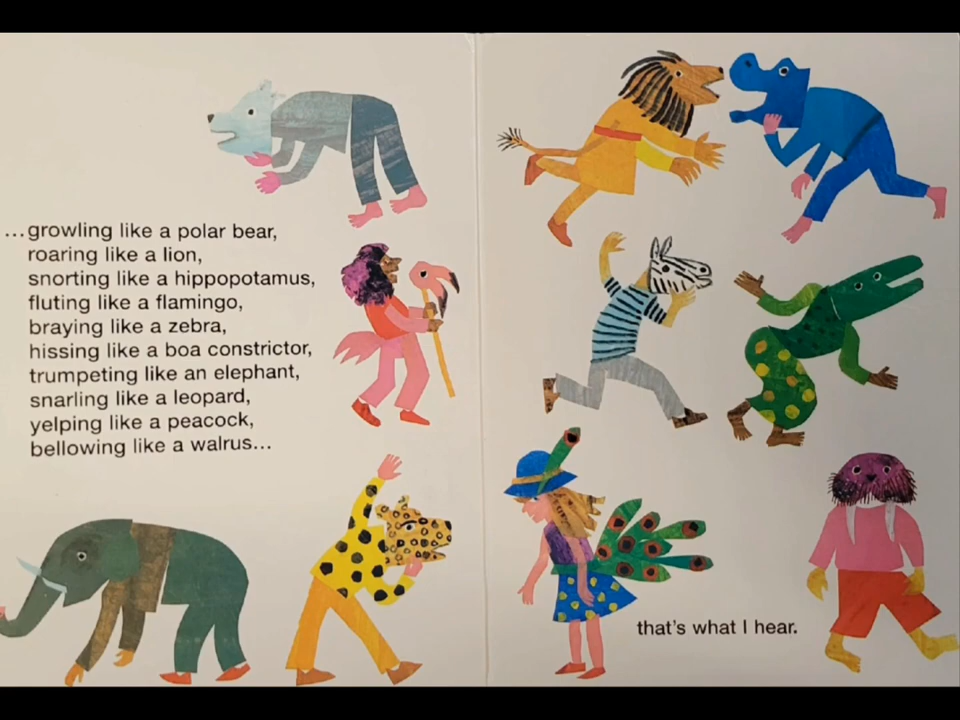 ...growling like a polar bear,
roaring like a lion,
snorting like a hippopotamus,
fluting like a flamingo,
braying like a zebra,
hissing like a boa constrictor,
trumpeting like an elephant,
snarling like a leopard,
yelping like a peacock,
bellowing like a walrus...
that's what I hear.